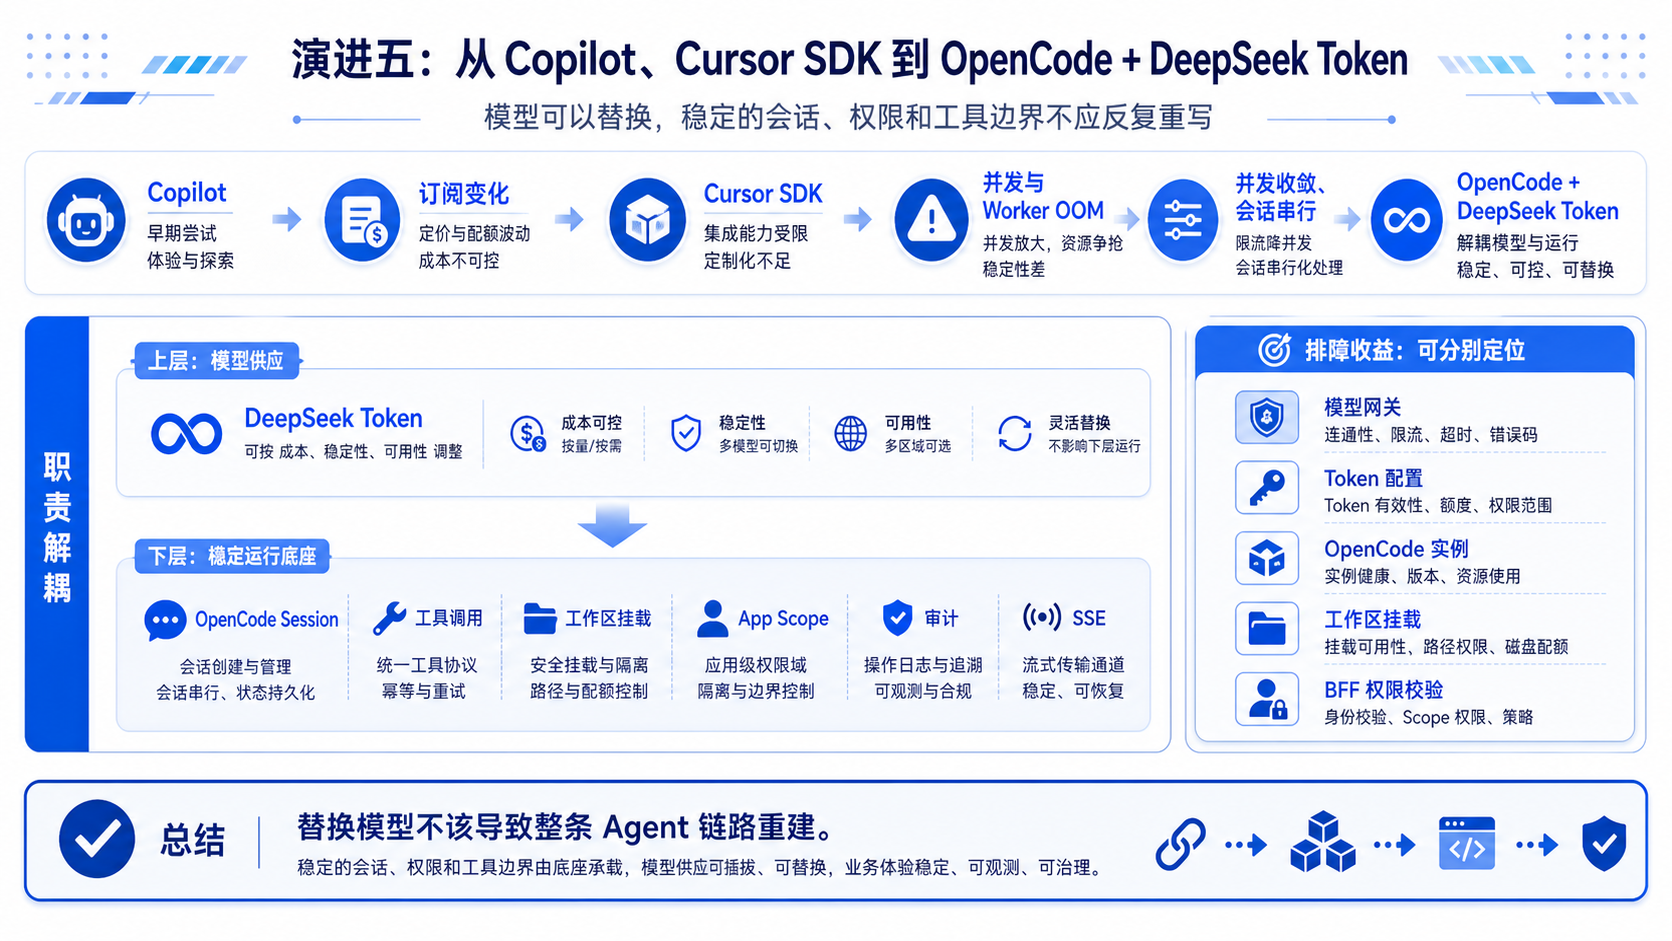 演进五：从 Copilot、Cursor SDK 到 OpenCode + DeepSeek Token
模型可以替换，稳定的会话、权限和工具边界不应反复重写
Copilot
早期尝试
体验与探索
订阅变化
定价与配额波动
成本不可控
Cursor SDK
集成能力受限
定制化不足
并发与
Worker OOM
并发放大，资源争抢
稳定性差
并发收敛、
会话串行
限流降并发
会话串行化处理
OpenCode +
DeepSeek Token
解耦模型与运行
稳定、可控、可替换
职责解耦
上层：模型供应
DeepSeek Token
可按 成本、稳定性、可用性 调整
成本可控
按量/按需
稳定性
多模型可切换
可用性
多区域可选
灵活替换
不影响下层运行
下层：稳定运行底座
OpenCode Session
会话创建与管理
会话串行、状态持久化
工具调用
统一工具协议
幂等与重试
工作区挂载
安全挂载与隔离
路径与配额控制
App Scope
应用级权限域
隔离与边界控制
审计
操作日志与追溯
可观测与合规
SSE
流式传输通道
稳定、可恢复
排障收益：可分别定位
模型网关
连通性、限流、超时、错误码
Token 配置
Token 有效性、额度、权限范围
OpenCode 实例
实例健康、版本、资源使用
工作区挂载
挂载可用性，路径权限、磁盘配额
BFF 权限校验
身份校验、Scope 权限、策略
总结
替换模型不该导致整条 Agent 链路重建。
稳定的会话、权限和工具边界由底座承载，模型供应可插拔、可替换，业务体验稳定、可观测、可治理。